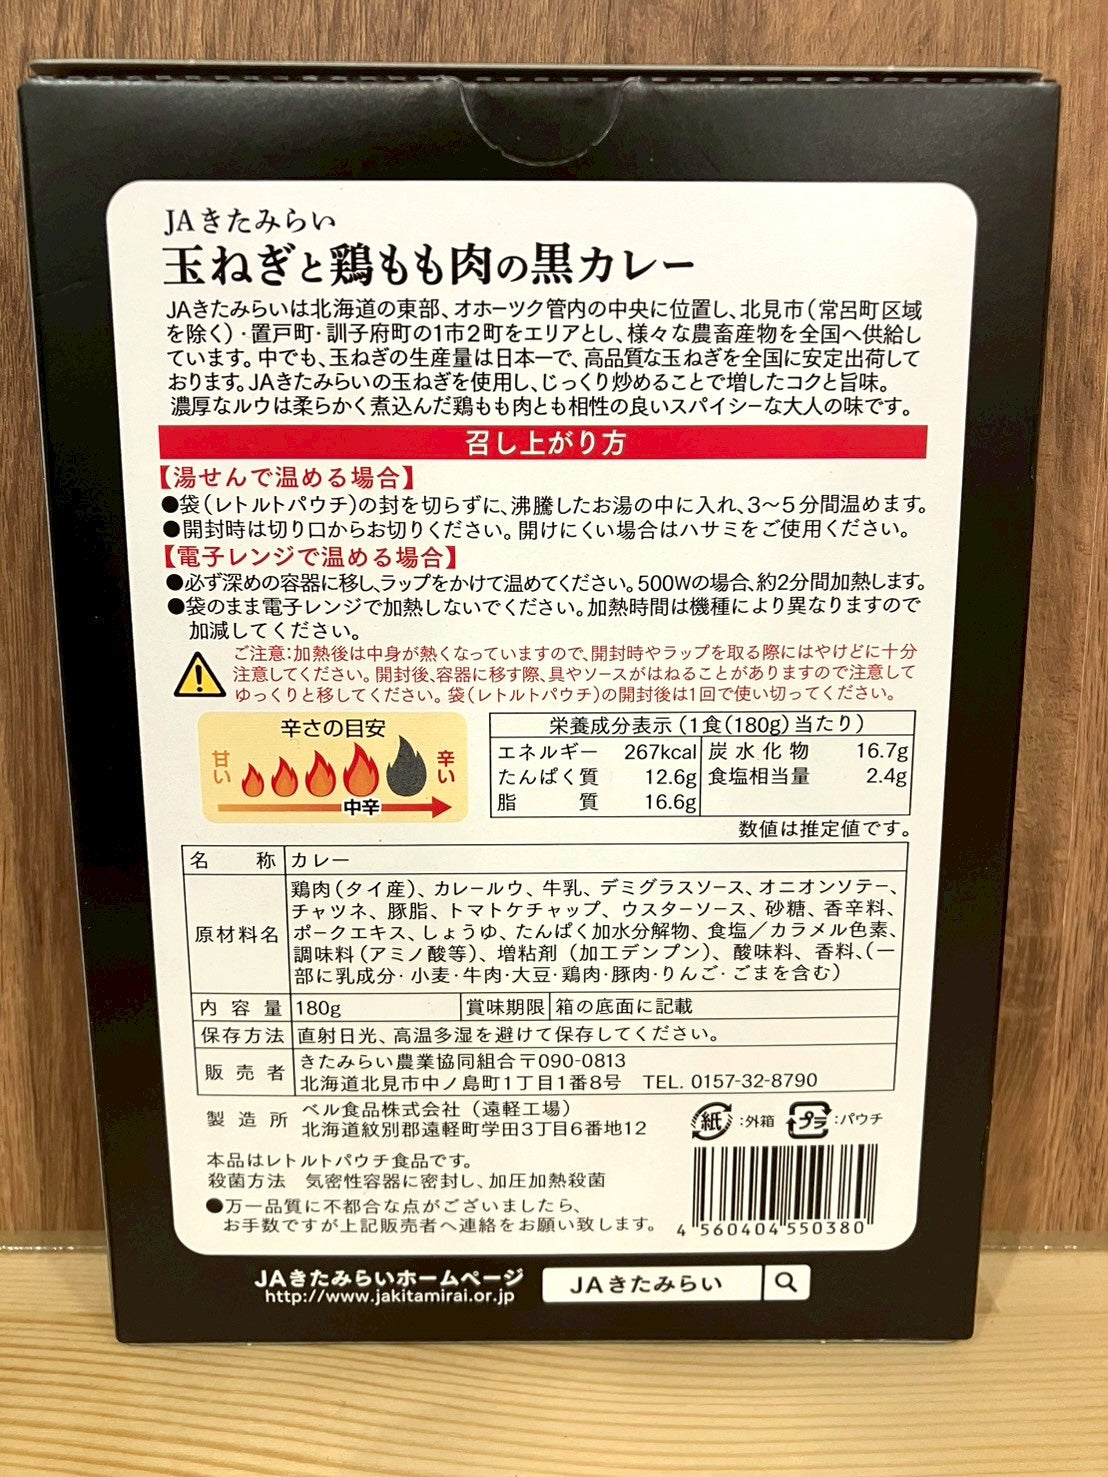 JAきたみらい
玉ねぎと鶏もも肉の黒カレー
JAきたみらいは北海道の東部、オホーツク管内の中央に位置し、北見市(常呂町区域
を除く)・置戸町・訓子府町の1市2町をエリアとし、様々な農畜産物を全国へ供給し
ています。中でも、玉ねぎの生産量は日本一で、高品質な玉ねぎを全国に安定出荷して
おります。JAきたみらいの玉ねぎを使用し、じっくり炒めることで増したコクと旨味。
濃厚なルウは柔らかく煮込んだ鶏もも肉とも相性の良いスパイシーな大人の味です。
召し上がり方
【湯せんで温める場合】
●袋(レトルトパウチ)の封を切らずに、沸騰したお湯の中に入れ、3〜5分間温めます。
●開封時は切り口からお切りください。開けにくい場合はハサミをご使用ください。
【電子レンジで温める場合】
●必ず深めの容器に移し、ラップをかけて温めてください。500Wの場合、約2分間加熱します。
●袋のまま電子レンジで加熱しないでください。加熱時間は機種により異なりますので
加減してください。
ご注意:加熱後は中身が熱くなっていますので、開封時やラップを取る際にはやけどに十分
注意してください。開封後、容器に移す際、具やソースがはねることがありますので注意して
ゆっくりと移してください。袋(レトルトパウチ)の開封後は1回で使い切ってください。
辛さの目安
甘い
辛い
中辛
栄養成分表示(1食(180g)当たり)
エネルギー 267kcal 炭水化物 16.7g
たんぱく質 12.6g 食塩相当量 2.4g
脂質 16.6g
数値は推定値です。
名称 カレー
原材料名 鶏肉(タイ産)、カレールウ、牛乳、デミグラスソース、オニオンソテー、
チャツネ、豚脂、トマトケチャップ、ウスターソース、砂糖、香辛料、
ポークエキス、しょうゆ、たんぱく加水分解物、食塩/カラメル色素、
調味料(アミノ酸等)、増粘剤(加工デンプン)、酸味料、香料、(一
部に乳成分・小麦・牛肉・大豆・鶏肉・豚肉・りんご・ごまを含む)
内容量 180g 賞味期限 箱の底面に記載
保存方法 直射日光、高温多湿を避けて保存してください。
販売者 きたみらい農業協同組合〒090-0813
北海道北見市中ノ島町1丁目1番8号 TEL. 0157-32-8790
製造所 ベル食品株式会社(遠軽工場)
北海道紋別郡遠軽町学田3丁目6番地12
紙:外箱 プラ:パウチ
本品はレトルトパウチ食品です。
殺菌方法 気密性容器に密封し、加圧加熱殺菌
●万一品質に不都合な点がございましたら、
お手数ですが上記販売者へ連絡をお願い致します。
4 560404 550380
JAきたみらいホームページ
http://www.jakitamirai.or.jp
JAきたみらい